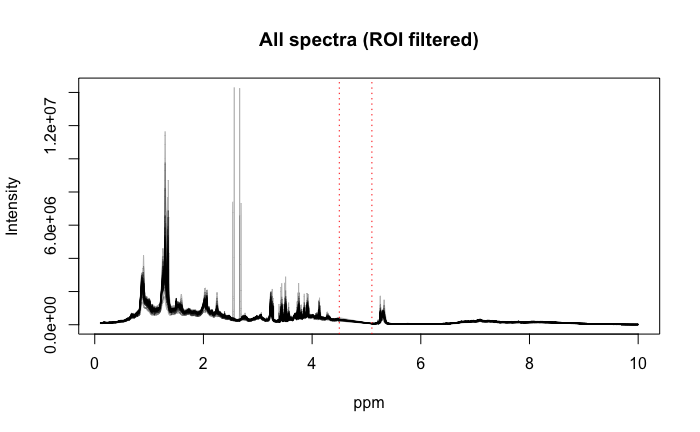 All spectra (ROI filtered)
Intensity
1.2e+07
6.0e+06
0.0e+00
0 2 4 6 8 10
ppm